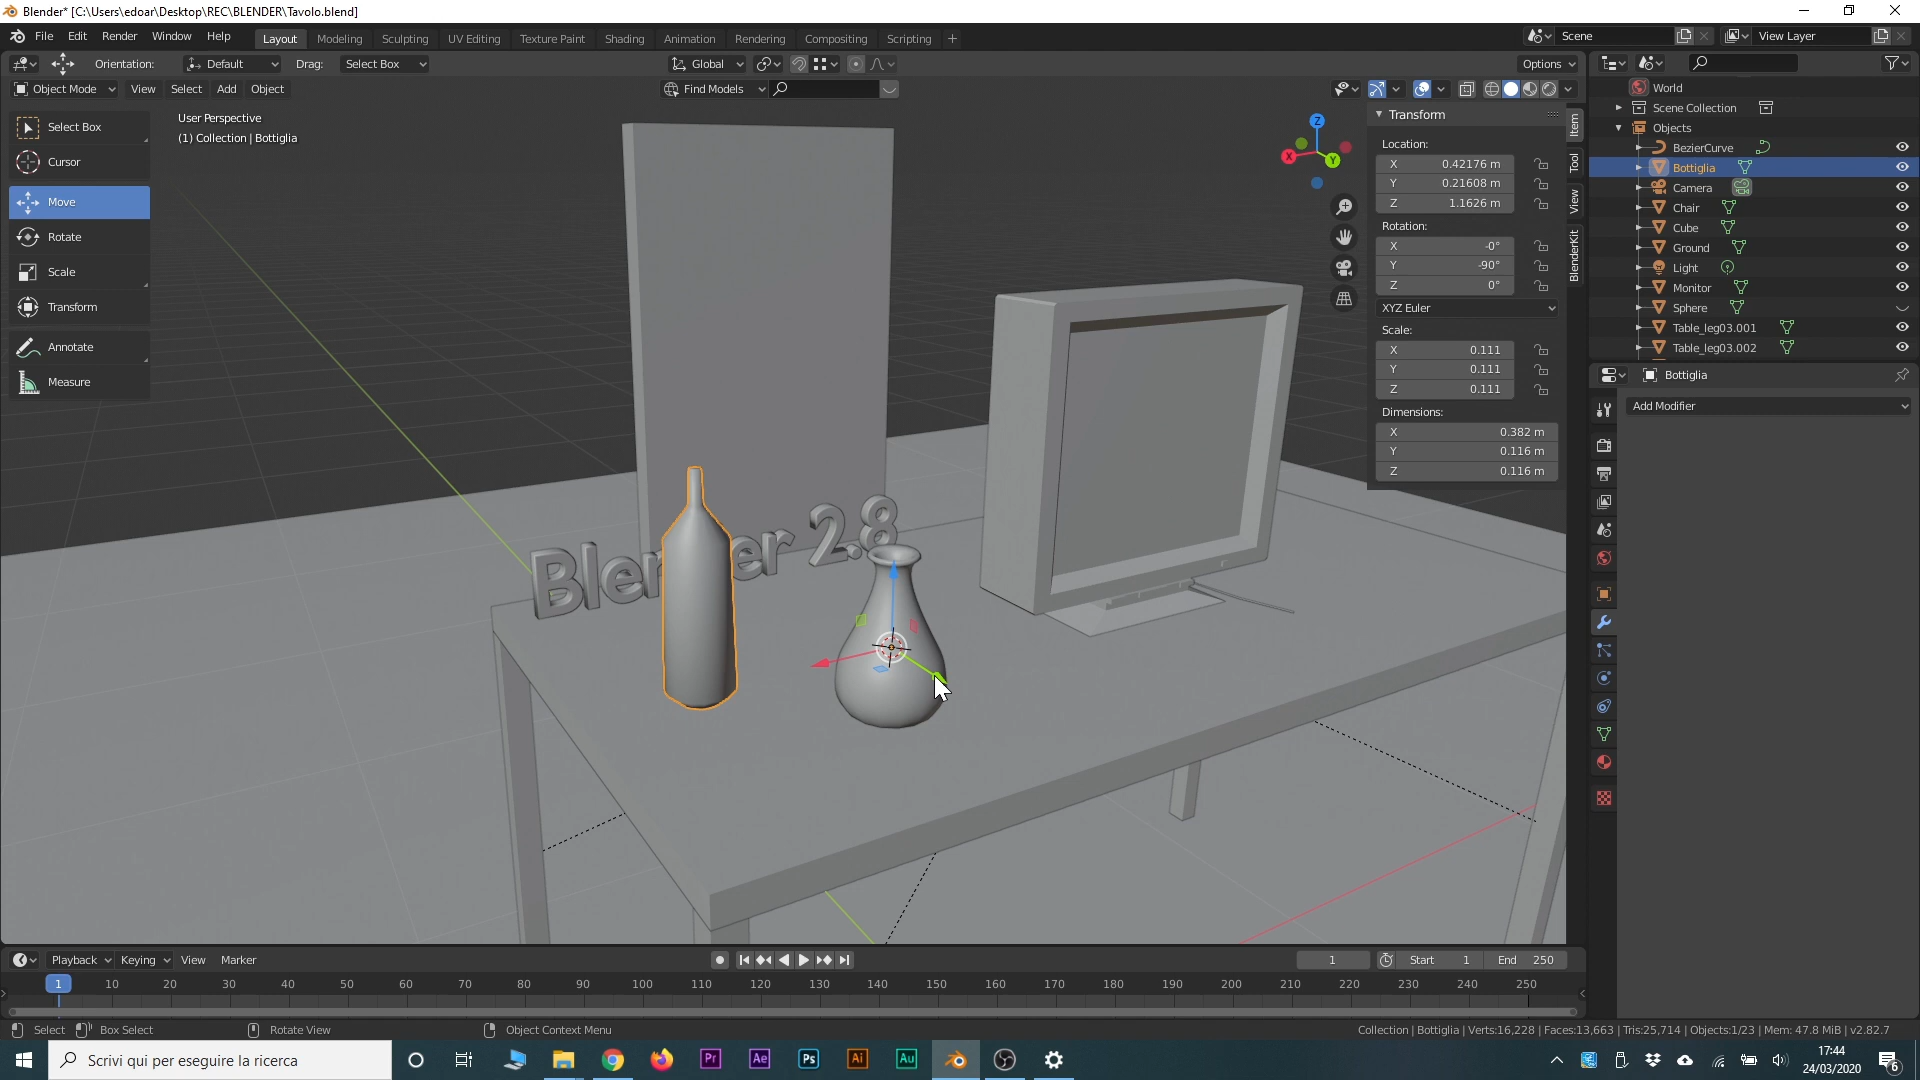 Blender* [C:\Users\edoar\Desktop\REC\BLENDER\Tavolo.blend]
File Edit Render Window Help Layout Modeling Sculpting UV Editing Texture Paint Shading Animation Rendering Compositing Scripting + Scene View Layer
Orientation: Default Drag: Select Box Global Options
Object Mode View Select Add Object Find Models
User Perspective
(1) Collection | Bottiglia
Select Box
Cursor
Move
Rotate
Scale
Transform
Annotate
Measure
Blender 2.8
Z
X
Y
Transform
Location:
X 0.42176 m
Y 0.21608 m
Z 1.1626 m
Rotation:
X -0°
Y -90°
Z 0°
XYZ Euler
Scale:
X 0.111
Y 0.111
Z 0.111
Dimensions:
X 0.382 m
Y 0.116 m
Z 0.116 m
Item
Tool
View
BlenderKit
World
Scene Collection
Objects
BezierCurve
Bottiglia
Camera
Chair
Cube
Ground
Light
Monitor
Sphere
Table_leg03.001
Table_leg03.002
Bottiglia
Add Modifier
Playback Keying View Marker 1 Start 1 End 250
1 10 20 30 40 50 60 70 80 90 100 110 120 130 140 150 160 170 180 190 200 210 220 230 240 250
Select Box Select Rotate View Object Context Menu Collection | Bottiglia | Verts:16,228 | Faces:13,663 | Tris:25,714 | Objects:1/23 | Mem: 47.8 MiB | v2.82.7
Scrivi qui per eseguire la ricerca
Pr Ae Ps Ai Au
17:44
24/03/2020
6